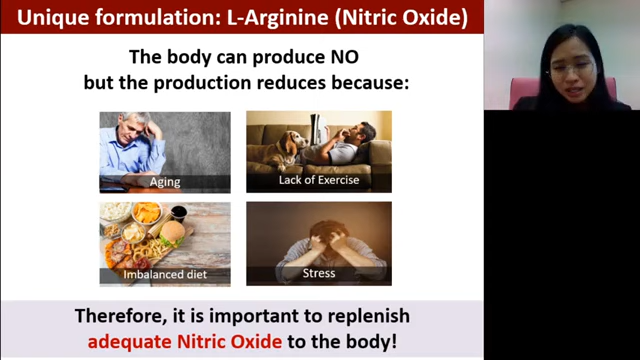 Unique formulation: L-Arginine (Nitric Oxide)
The body can produce NO
but the production reduces because:
Aging
Lack of Exercise
Imbalanced diet
Stress
Therefore, it is important to replenish
adequate Nitric Oxide to the body!